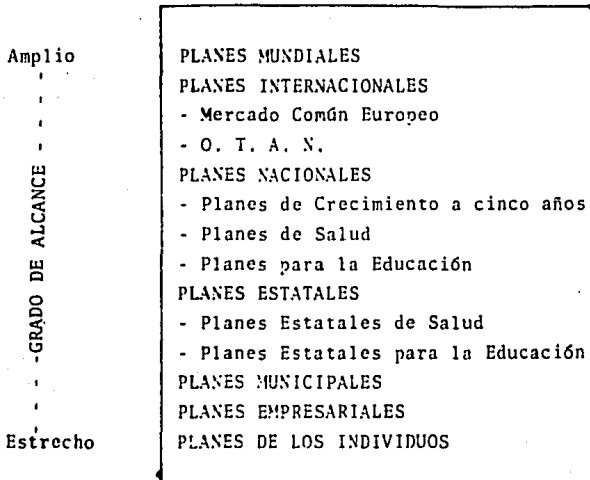 Amplio
GRADO DE ALCANCE
Estrecho
PLANES MUNDIALES
PLANES INTERNACIONALES
- Mercado Común Europeo
- O. T. A. N.
PLANES NACIONALES
- Planes de Crecimiento a cinco años
- Planes de Salud
- Planes para la Educación
PLANES ESTATALES
- Planes Estatales de Salud
- Planes Estatales para la Educación
PLANES MUNICIPALES
PLANES EMPRESARIALES
PLANES DE LOS INDIVIDUOS